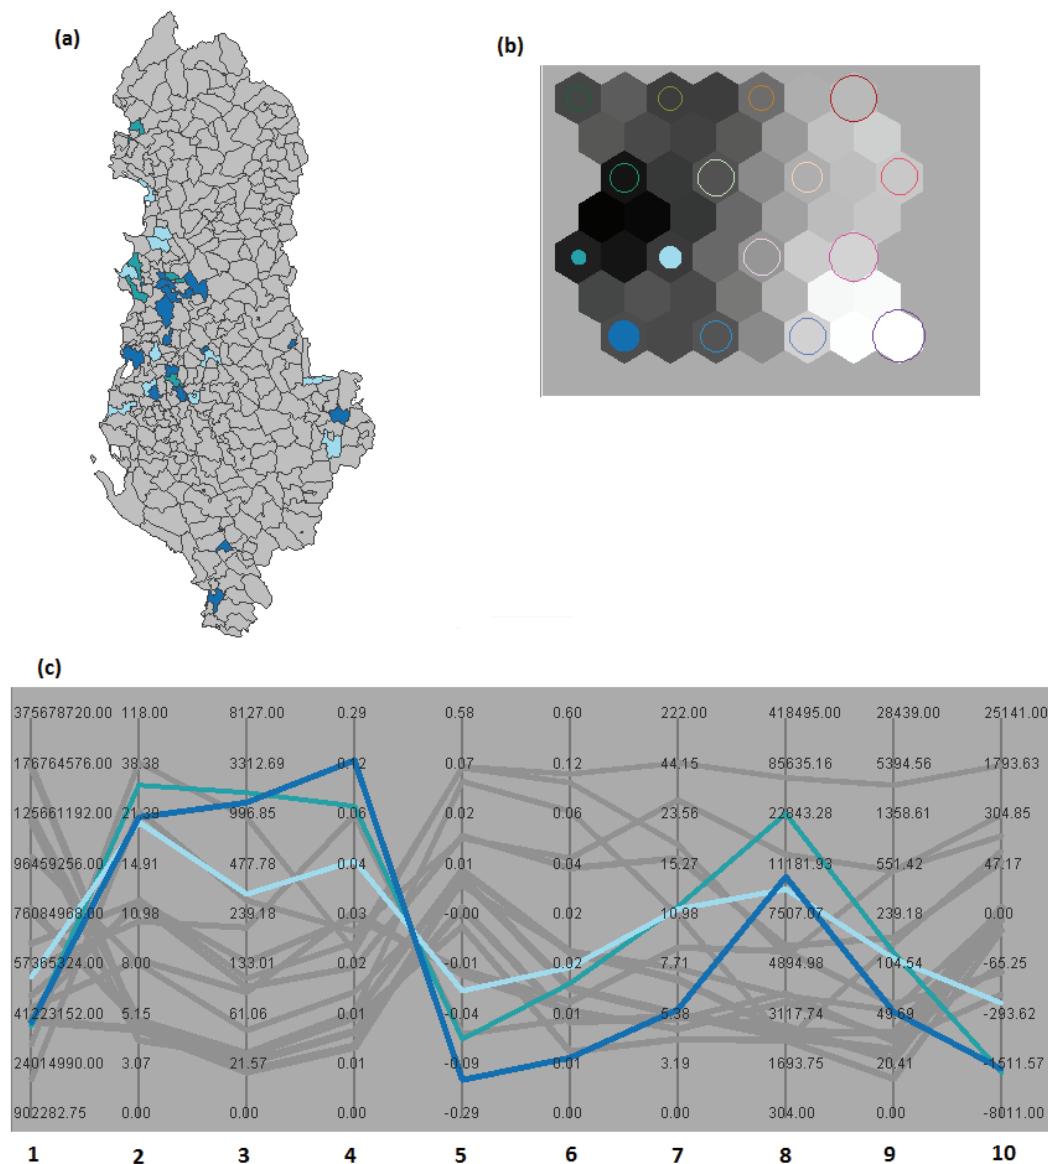 (a)
(b)
(c)
375678720.00 118.00 8127.00 0.29 0.58 0.60 222.00 418495.00 28439.00 25141.00
176764576.00 38.38 3312.69 0.12 0.07 0.12 44.15 85635.16 5394.56 1793.63
125661192.00 21.39 996.85 0.06 0.02 0.06 23.56 22843.28 1358.61 304.85
96459256.00 14.91 477.78 0.04 0.01 0.04 15.27 11181.93 551.42 47.17
76084968.00 10.98 239.18 0.03 -0.00 0.02 10.98 7507.07 239.18 0.00
57365324.00 8.00 133.01 0.02 -0.01 0.02 7.71 4894.98 104.54 -65.25
41223152.00 5.15 61.06 0.01 -0.04 0.01 5.38 3117.74 49.69 -293.62
24014990.00 3.07 21.57 0.01 -0.09 0.01 3.19 1693.75 20.41 -1511.57
902282.75 0.00 0.00 0.00 -0.29 0.00 0.00 304.00 0.00 -8011.00
1 2 3 4 5 6 7 8 9 10